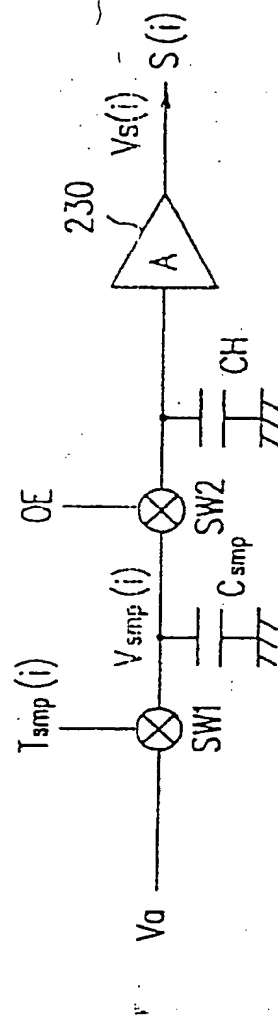 Va
Tsmp(i)
SW1
Vsmp(i)
Csmp
OE
SW2
CH
230
A
Vs(i)
S(i)